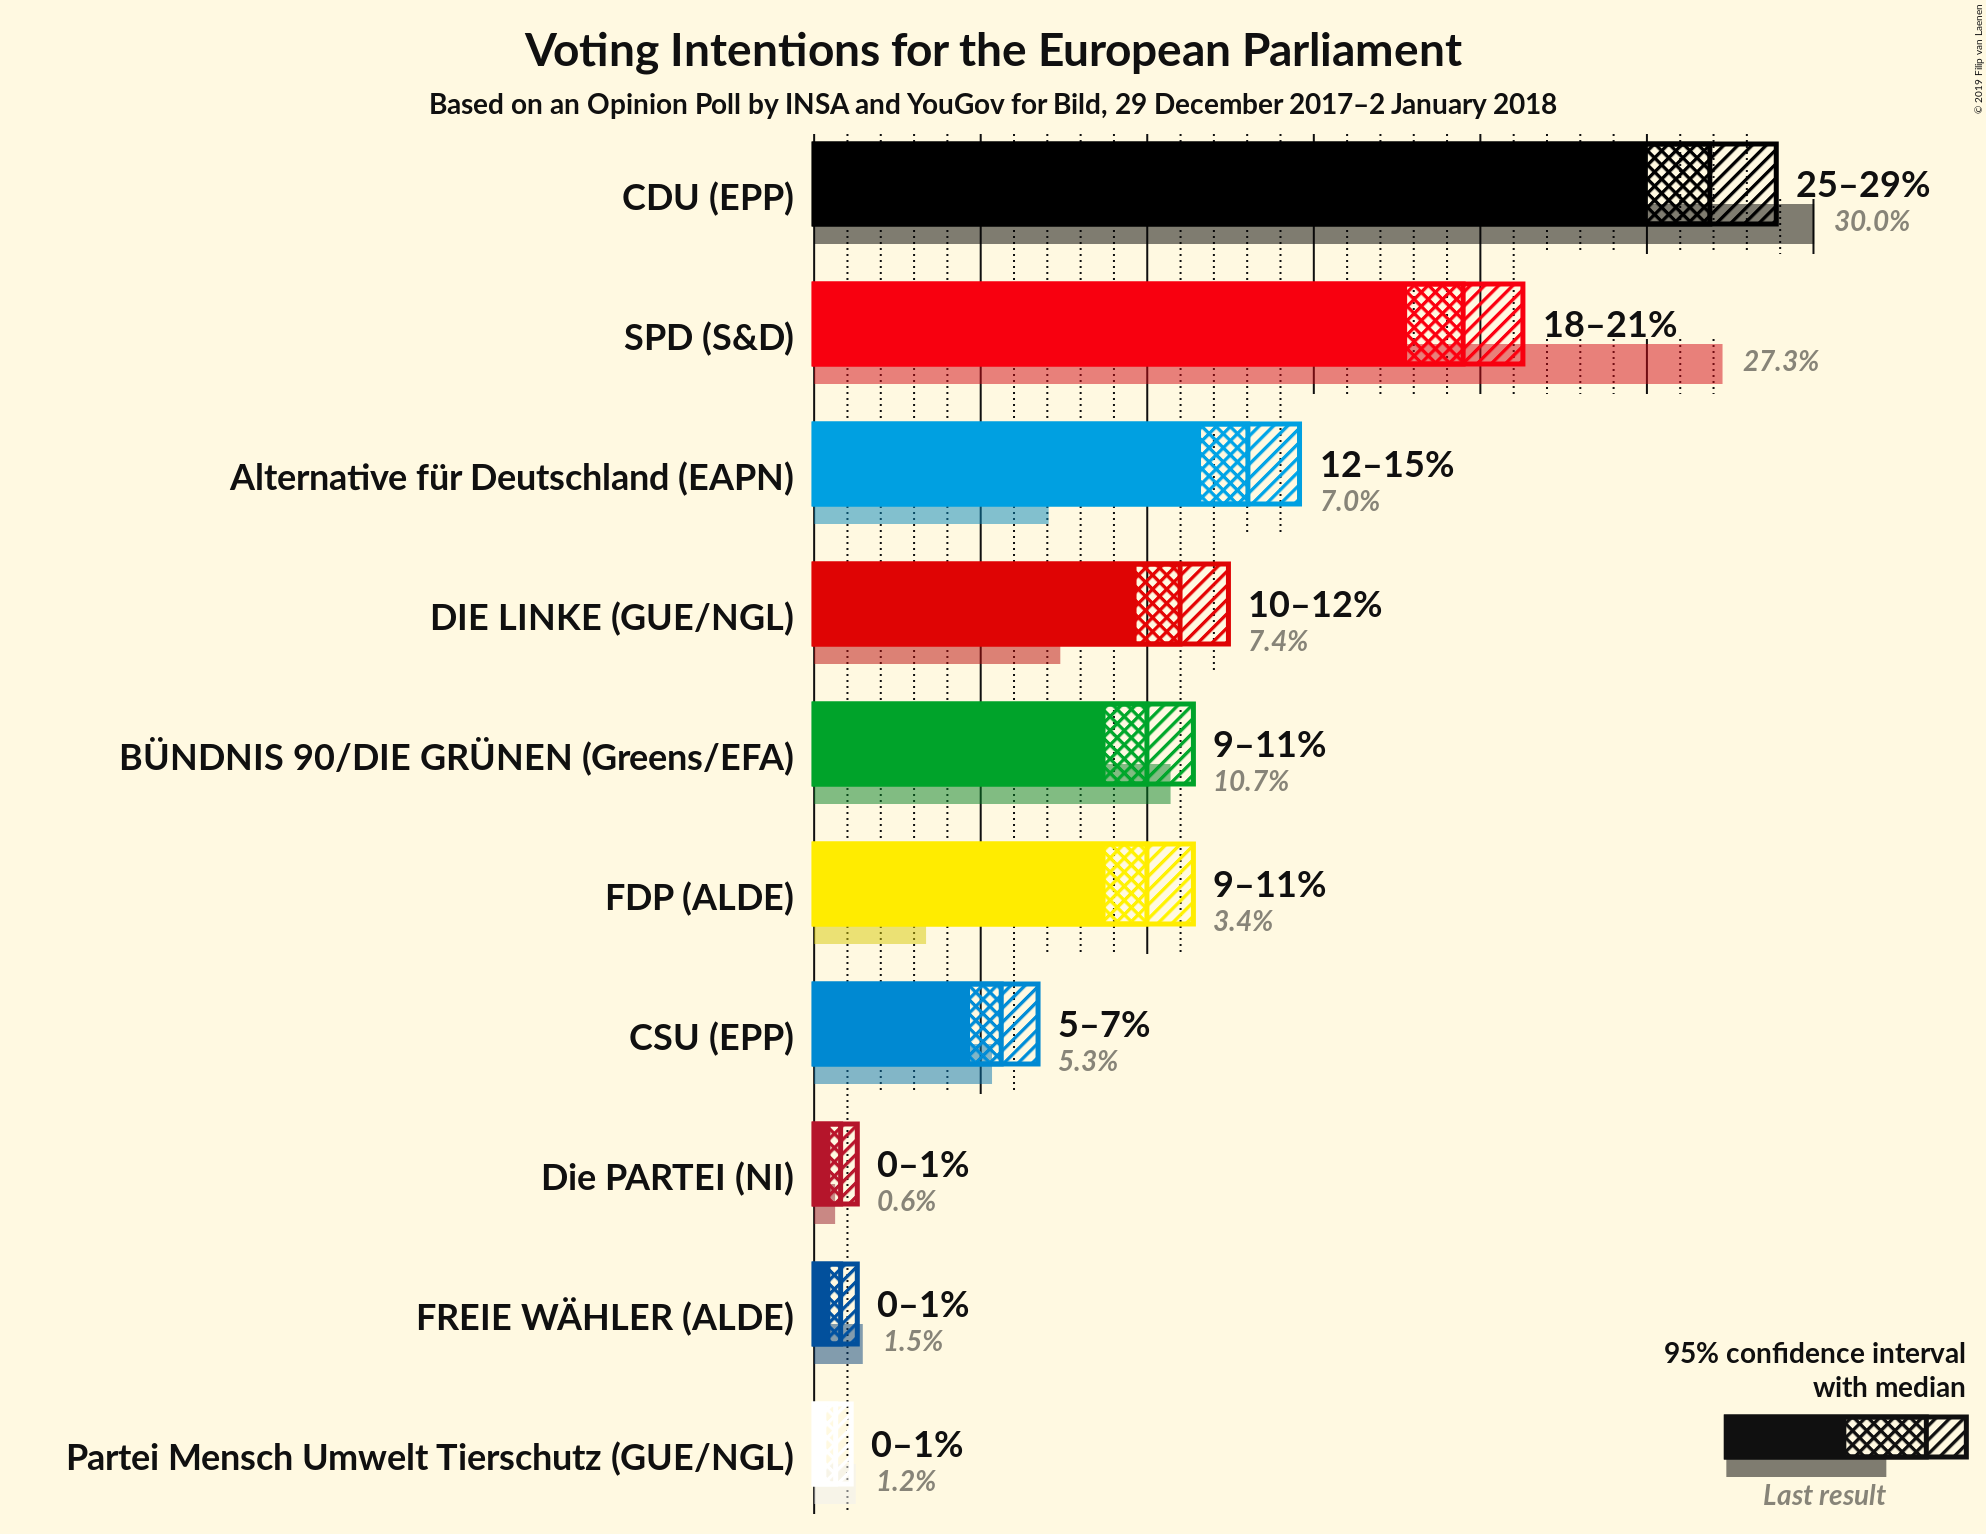 Voting Intentions for the European Parliament
Based on an Opinion Poll by INSA and YouGov for Bild, 29 December 2017–2 January 2018
© 2019 Filip van Laenen
CDU (EPP)
25–29%
30.0%
SPD (S&D)
18–21%
27.3%
Alternative für Deutschland (EAPN)
12–15%
7.0%
DIE LINKE (GUE/NGL)
10–12%
7.4%
BÜNDNIS 90/DIE GRÜNEN (Greens/EFA)
9–11%
10.7%
FDP (ALDE)
9–11%
3.4%
CSU (EPP)
5–7%
5.3%
Die PARTEI (NI)
0–1%
0.6%
FREIE WÄHLER (ALDE)
0–1%
1.5%
Partei Mensch Umwelt Tierschutz (GUE/NGL)
0–1%
1.2%
95% confidence interval
with median
Last result